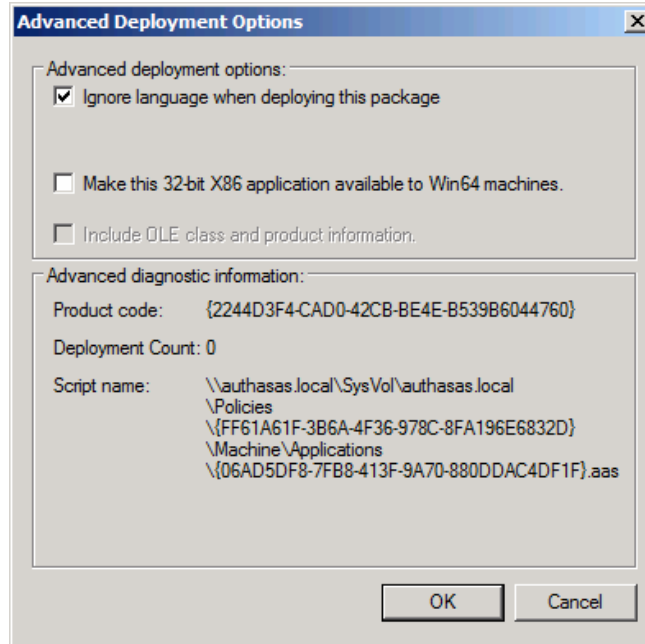 Advanced Deployment Options
Advanced deployment options:
Ignore language when deploying this package
Make this 32-bit X86 application available to Win64 machines.
Include OLE class and product information.
Advanced diagnostic information:
Product code: {2244D3F4-CAD0-42CB-BE4E-B539B6044760}
Deployment Count: 0
Script name: \\authasas.local\SysVol\authasas.local
\Policies
\{FF61A61F-3B6A-4F36-978C-8FA196E6832D}
\Machine\Applications
\{06AD5DF8-7FB8-413F-9A70-880DDAC4DF1F}.aas
OK Cancel